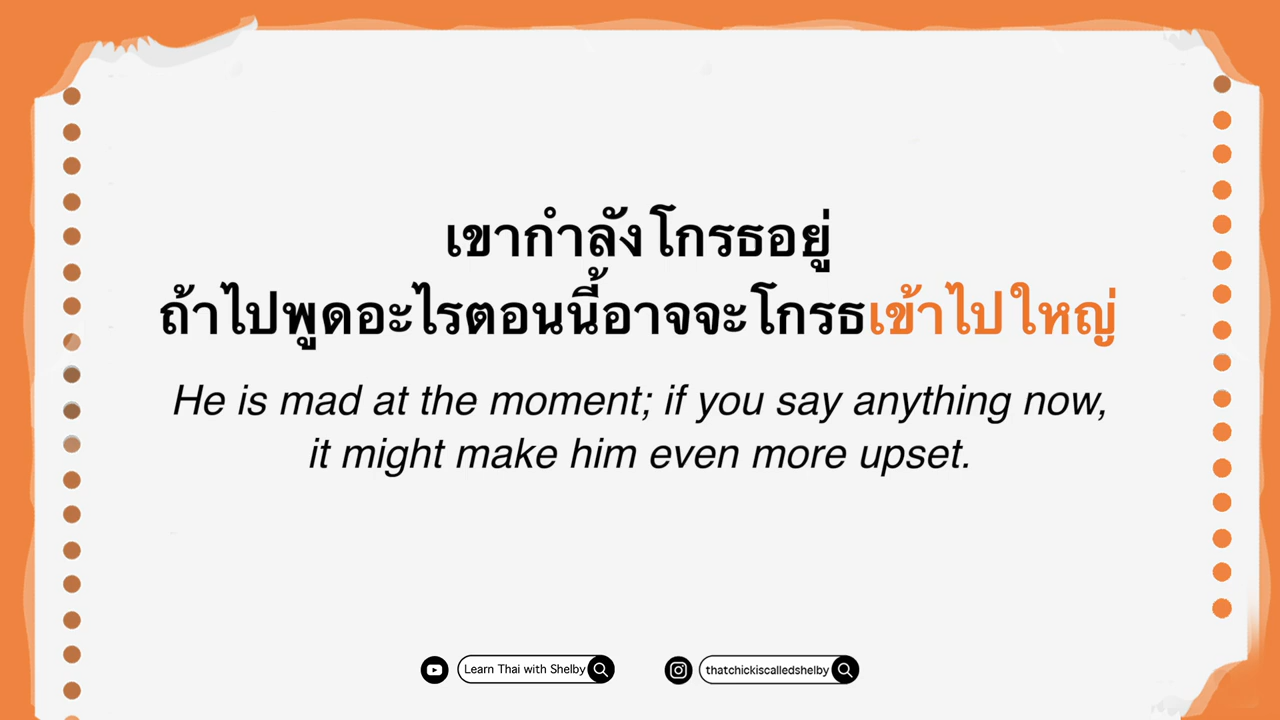 เขากำลังโกรธอยู่
ถ้าไปพูดอะไรตอนนี้อาจจะโกรธเข้าไปใหญ่
He is mad at the moment; if you say anything now,
it might make him even more upset.
Learn Thai with Shelby
thatchickiscalledshelby